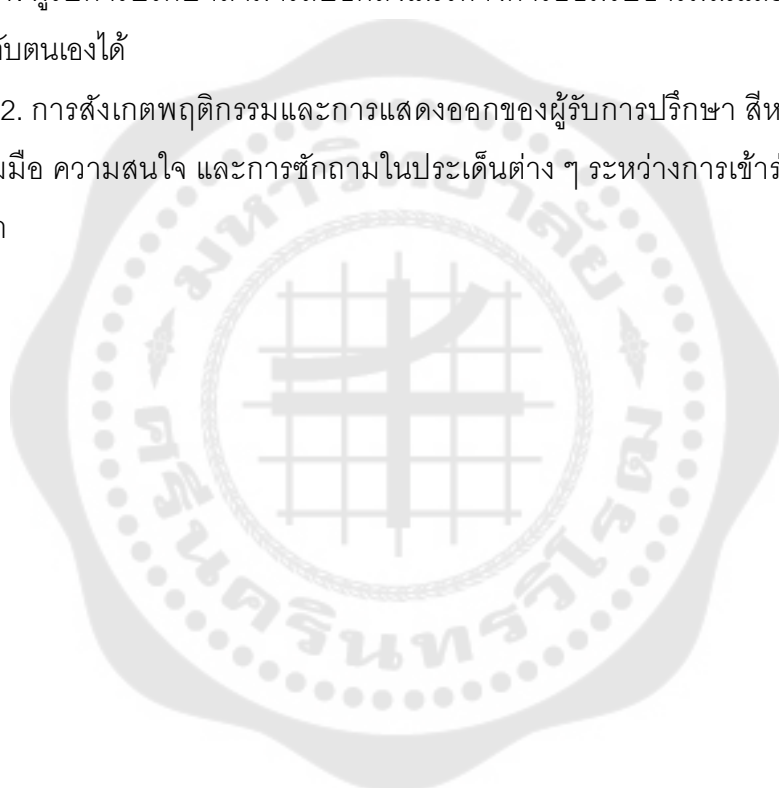 ับตนเองได้
2. การสังเกตพฤติกรรมและการแสดงออกของผู้รับการปรึกษา สีห
มมือ ความสนใจ และการซักถามในประเด็นต่าง ๆ ระหว่างการเข้าร่
า
มหาวิทยาลัย
ศรีนครินทรวิโรฒ